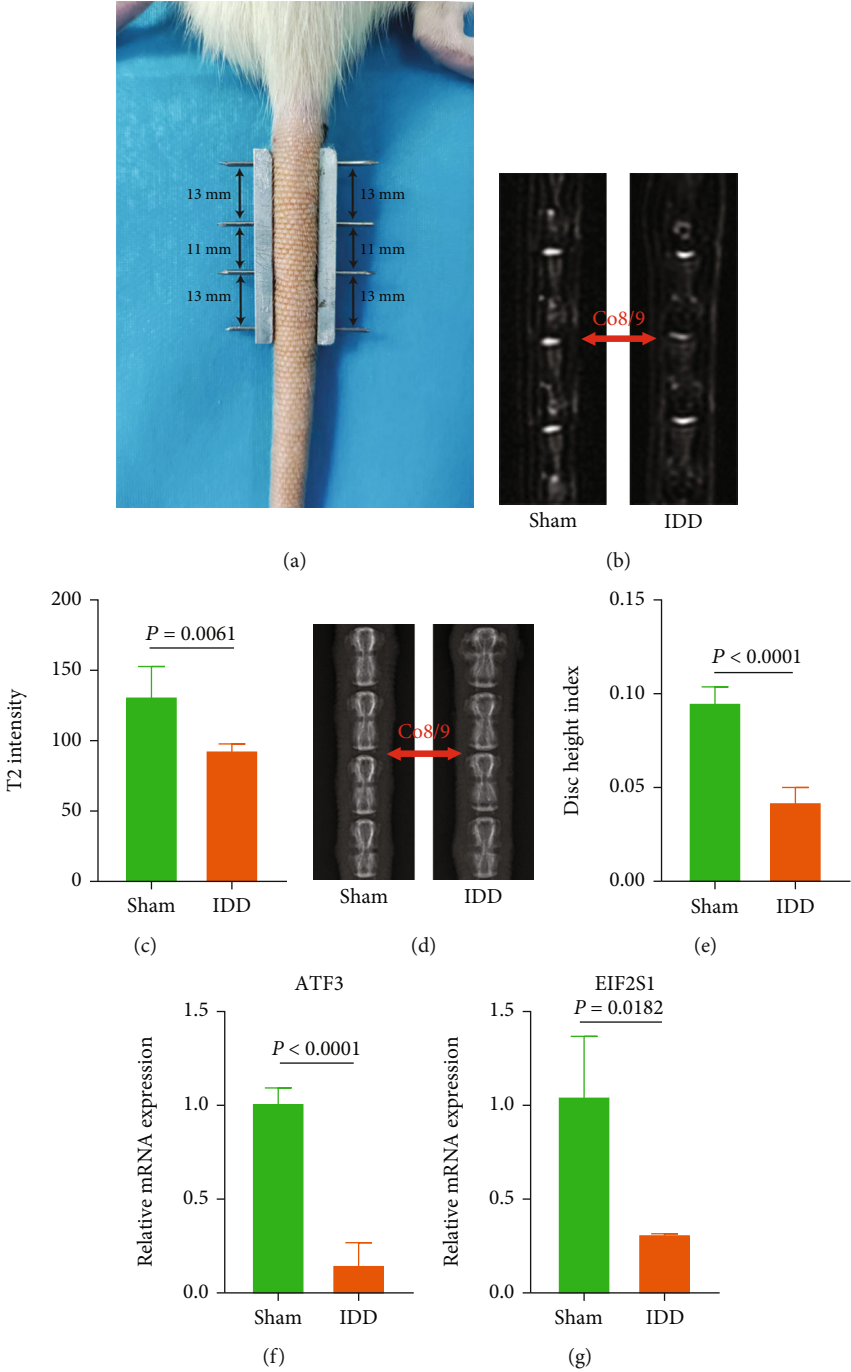 13 mm
13 mm
11 mm
11 mm
13 mm
13 mm
(a)
Co8/9
Sham
IDD
(b)
T2 intensity
200
150
100
50
0
P = 0.0061
Sham
IDD
(c)
Co8/9
Sham
IDD
(d)
Disc height index
0.15
0.10
0.05
0.00
P < 0.0001
Sham
IDD
(e)
ATF3
Relative mRNA expression
1.5
1.0
0.5
0.0
P < 0.0001
Sham
IDD
(f)
EIF2S1
Relative mRNA expression
1.5
1.0
0.5
0.0
P = 0.0182
Sham
IDD
(g)